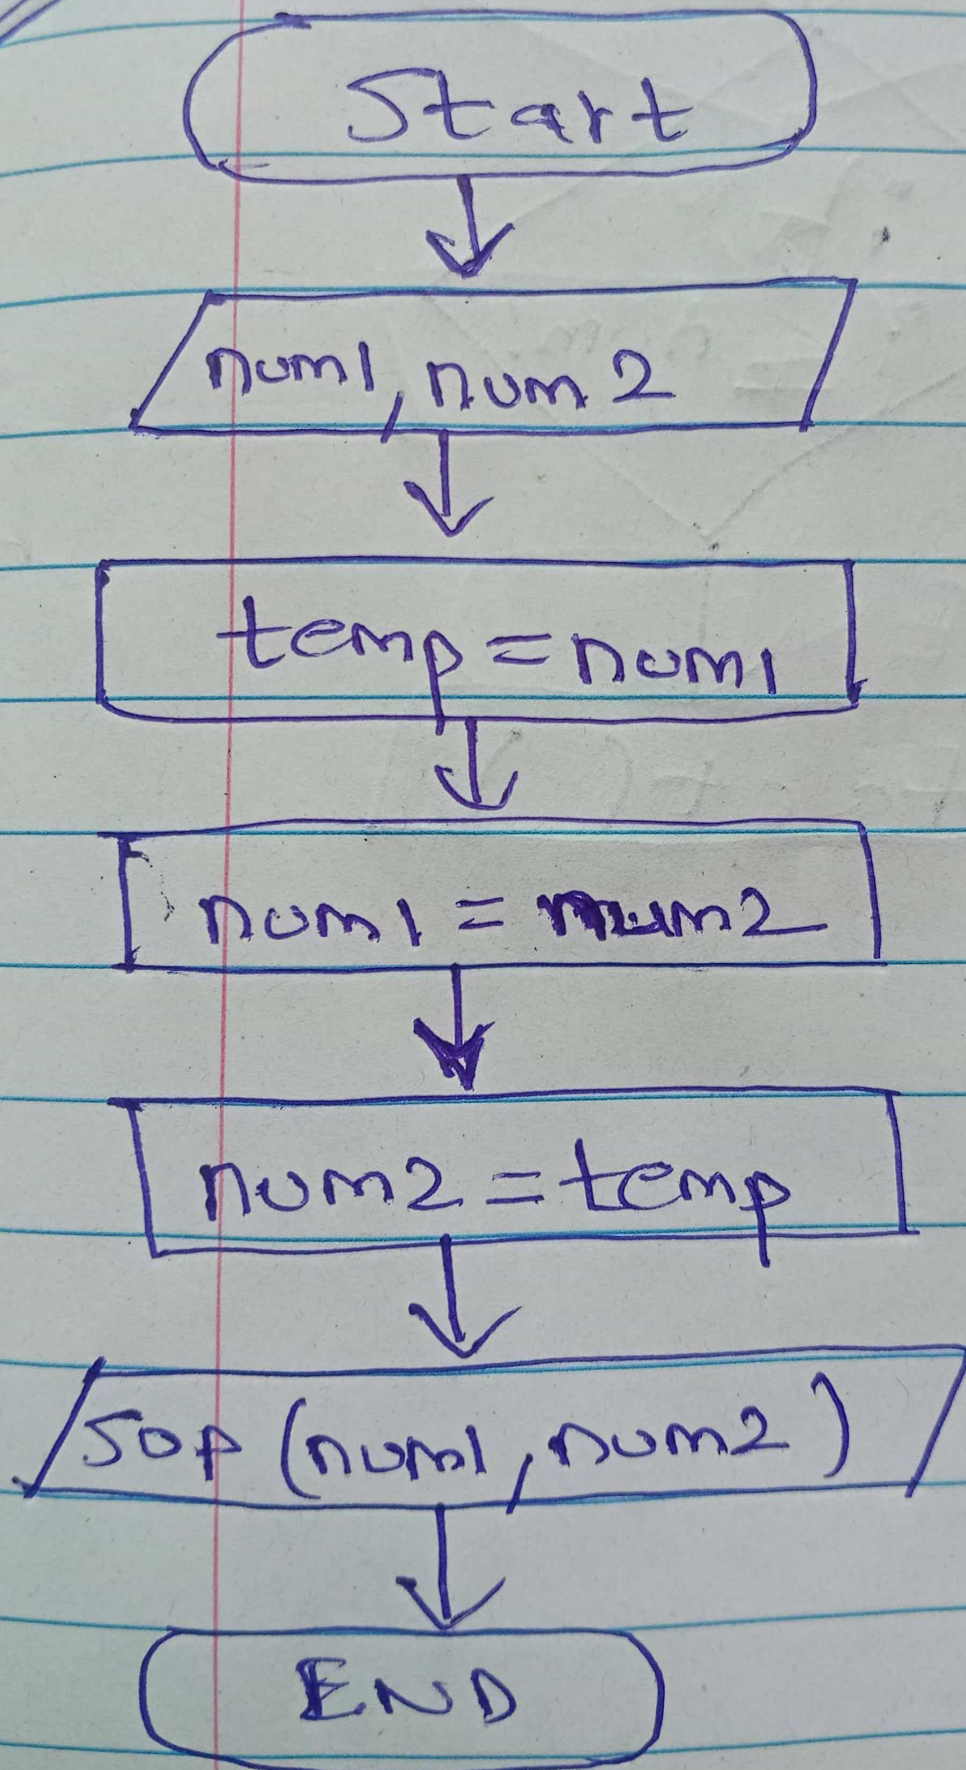 Start
num1, num2
temp = num1
num1 = num2
num2 = temp
Sop (num1, num2)
END